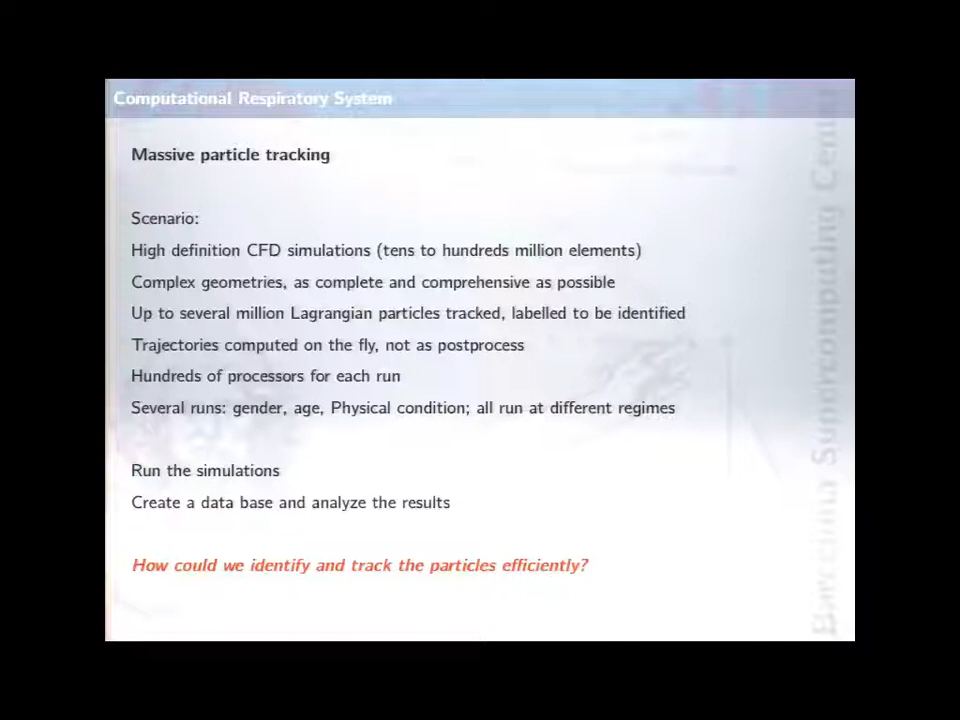 Computational Respiratory System
Massive particle tracking
Scenario:
High definition CFD simulations (tens to hundreds million elements)
Complex geometries, as complete and comprehensive as possible
Up to several million Lagrangian particles tracked, labelled to be identified
Trajectories computed on the fly, not as postprocess
Hundreds of processors for each run
Several runs: gender, age, Physical condition; all run at different regimes
Run the simulations
Create a data base and analyze the results
How could we identify and track the particles efficiently?
Barcelona Supercomputing Center